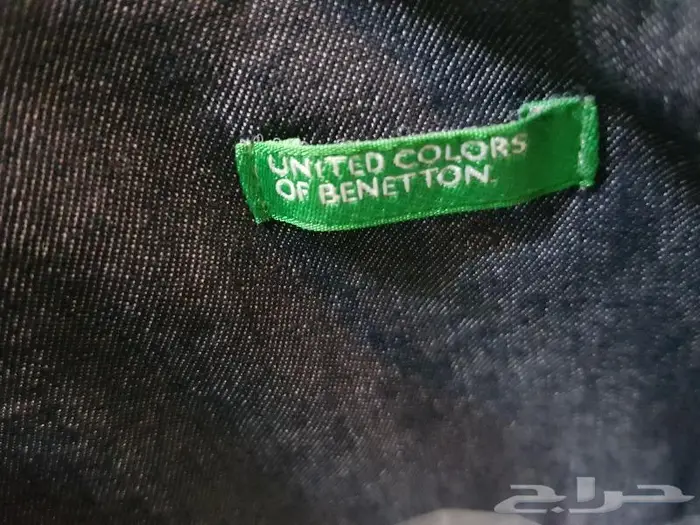 UNITED COLORS
OF BENETTON.
حراج